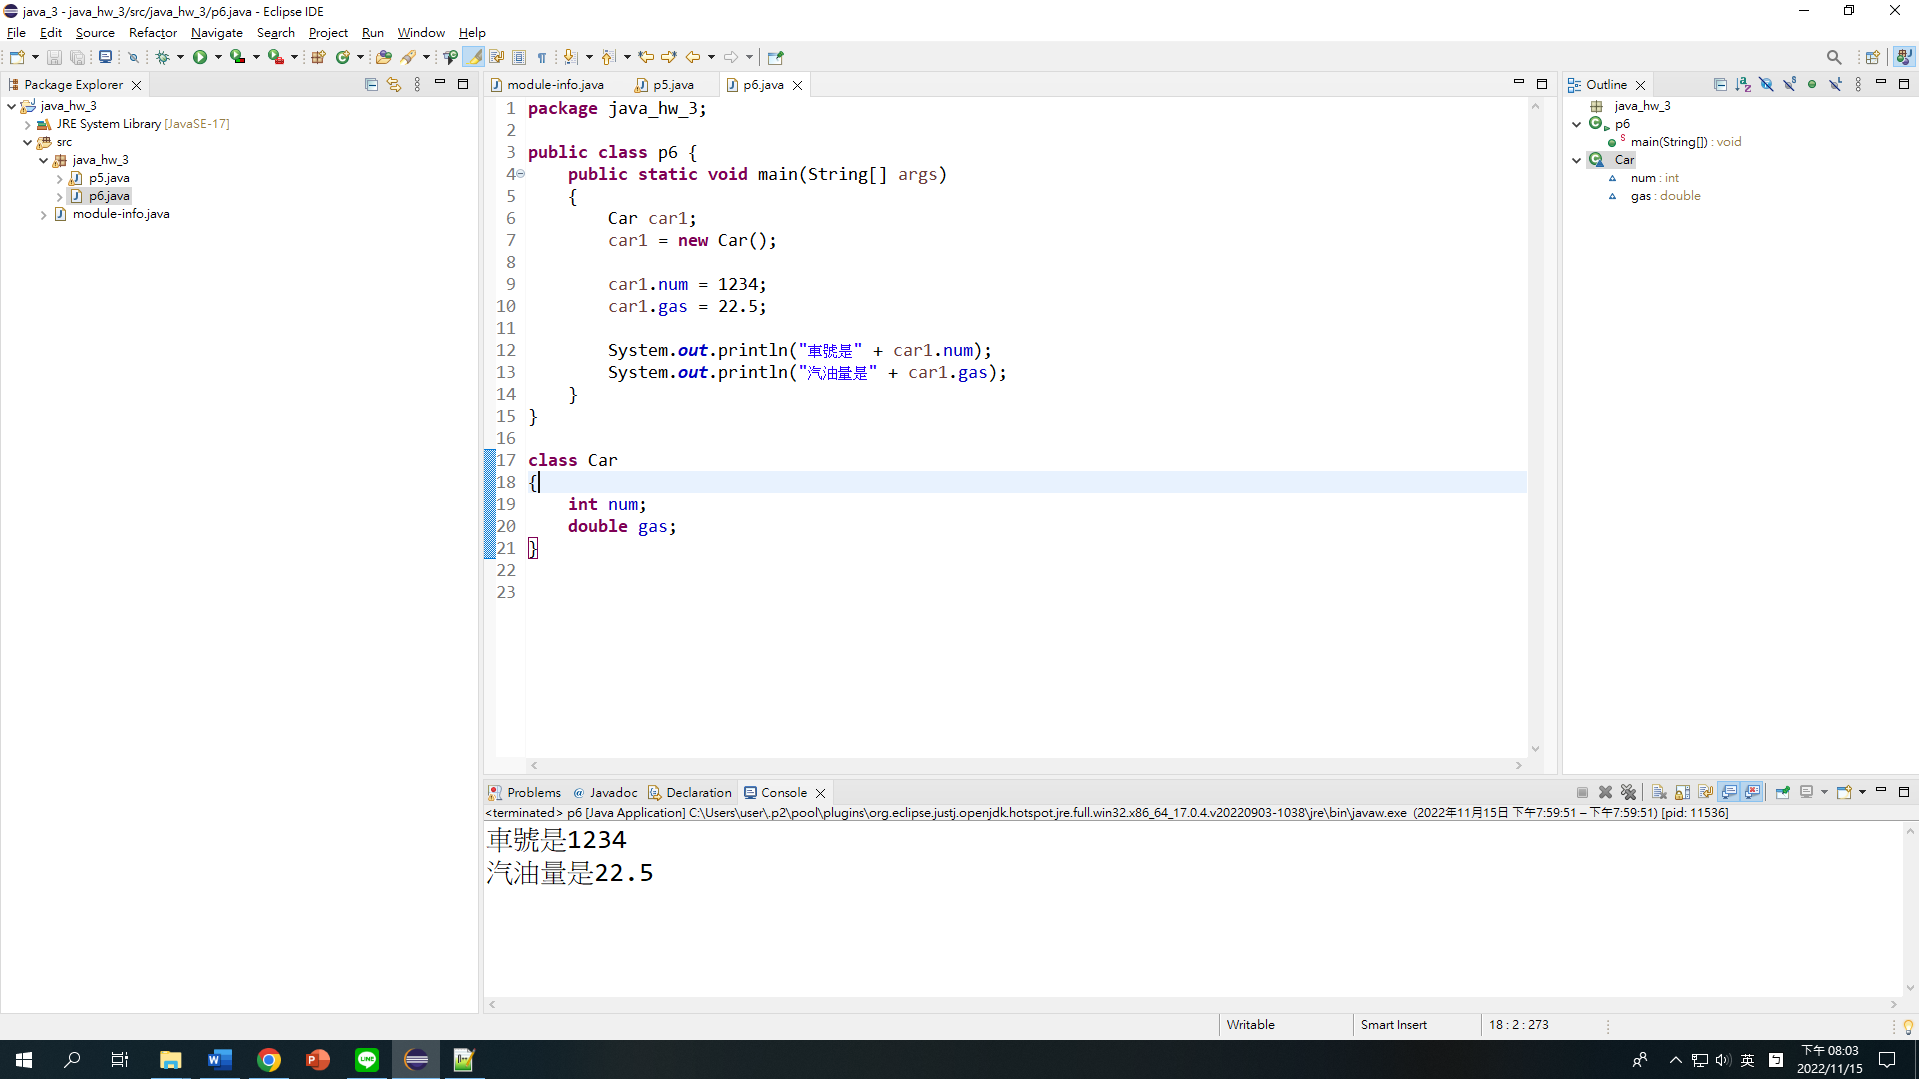 java_3 - java_hw_3/src/java_hw_3/p6.java - Eclipse IDE
File Edit Source Refactor Navigate Search Project Run Window Help
Package Explorer
java_hw_3
JRE System Library [JavaSE-17]
src
java_hw_3
p5.java
p6.java
module-info.java
module-info.java p5.java p6.java
1 package java_hw_3;
2
3 public class p6 {
4 public static void main(String[] args)
5 {
6 Car car1;
7 car1 = new Car();
8
9 car1.num = 1234;
10 car1.gas = 22.5;
11
12 System.out.println("車號是" + car1.num);
13 System.out.println("汽油量是" + car1.gas);
14 }
15 }
16
17 class Car
18 {
19 int num;
20 double gas;
21 }
22
23
Outline
java_hw_3
p6
main(String[]) : void
Car
num : int
gas : double
Problems @ Javadoc Declaration Console
<terminated> p6 [Java Application] C:\Users\user\.p2\pool\plugins\org.eclipse.justj.openjdk.hotspot.jre.full.win32.x86_64_17.0.4.v20220903-1038\jre\bin\javaw.exe (2022年11月15日 下午7:59:51 – 下午7:59:51) [pid: 11536]
車號是1234
汽油量是22.5
Writable Smart Insert 18 : 2 : 273
英
下午 08:03
2022/11/15